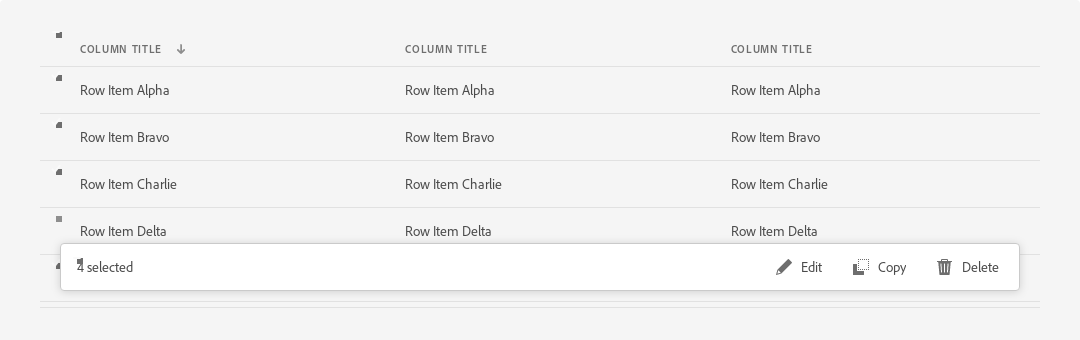 COLUMN TITLE COLUMN TITLE COLUMN TITLE
Row Item Alpha Row Item Alpha Row Item Alpha
Row Item Bravo Row Item Bravo Row Item Bravo
Row Item Charlie Row Item Charlie Row Item Charlie
Row Item Delta Row Item Delta Row Item Delta
4 selected Edit Copy Delete